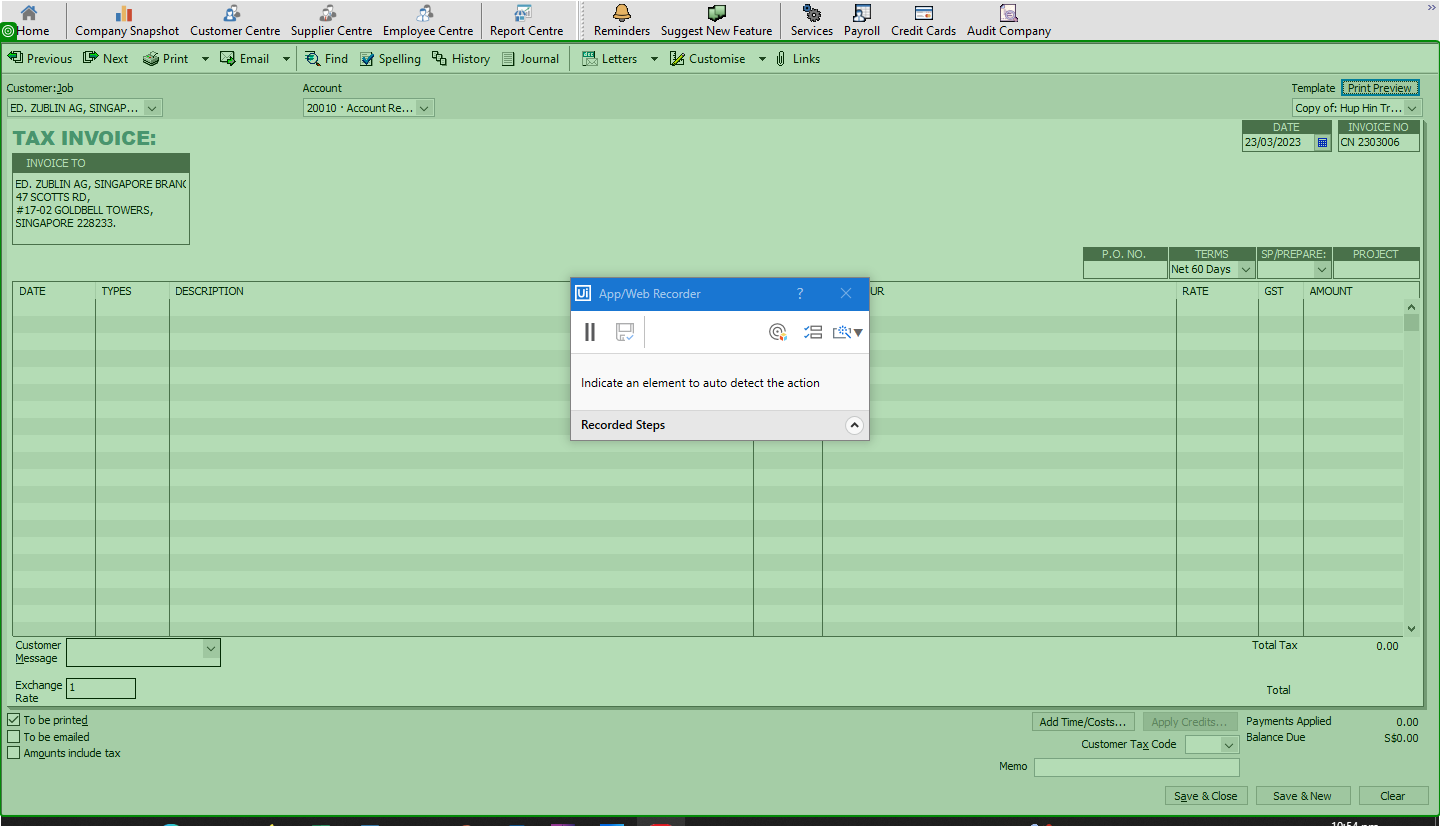 Home Company Snapshot Customer Centre Supplier Centre Employee Centre Report Centre Reminders Suggest New Feature Services Payroll Credit Cards Audit Company »
Previous Next Print Email Find Spelling History Journal Letters Customise Links
Customer:Job Account Template Print Preview
ED. ZUBLIN AG, SINGAP... 20010 · Account Re... Copy of: Hup Hin Tr...
TAX INVOICE:
DATE INVOICE NO
23/03/2023 CN 2303006
INVOICE TO
ED. ZUBLIN AG, SINGAPORE BRANC
47 SCOTTS RD,
#17-02 GOLDBELL TOWERS,
SINGAPORE 228233.
P.O. NO. TERMS SP/PREPARE: PROJECT
Net 60 Days
DATE TYPES DESCRIPTION UR RATE GST AMOUNT
Ui App/Web Recorder ?
Indicate an element to auto detect the action
Recorded Steps
Customer
Message
Total Tax 0.00
Exchange
Rate
1
Total
To be printed
To be emailed
Amounts include tax
Add Time/Costs... Apply Credits... Payments Applied 0.00
Customer Tax Code Balance Due S$0.00
Memo
Save & Close Save & New Clear